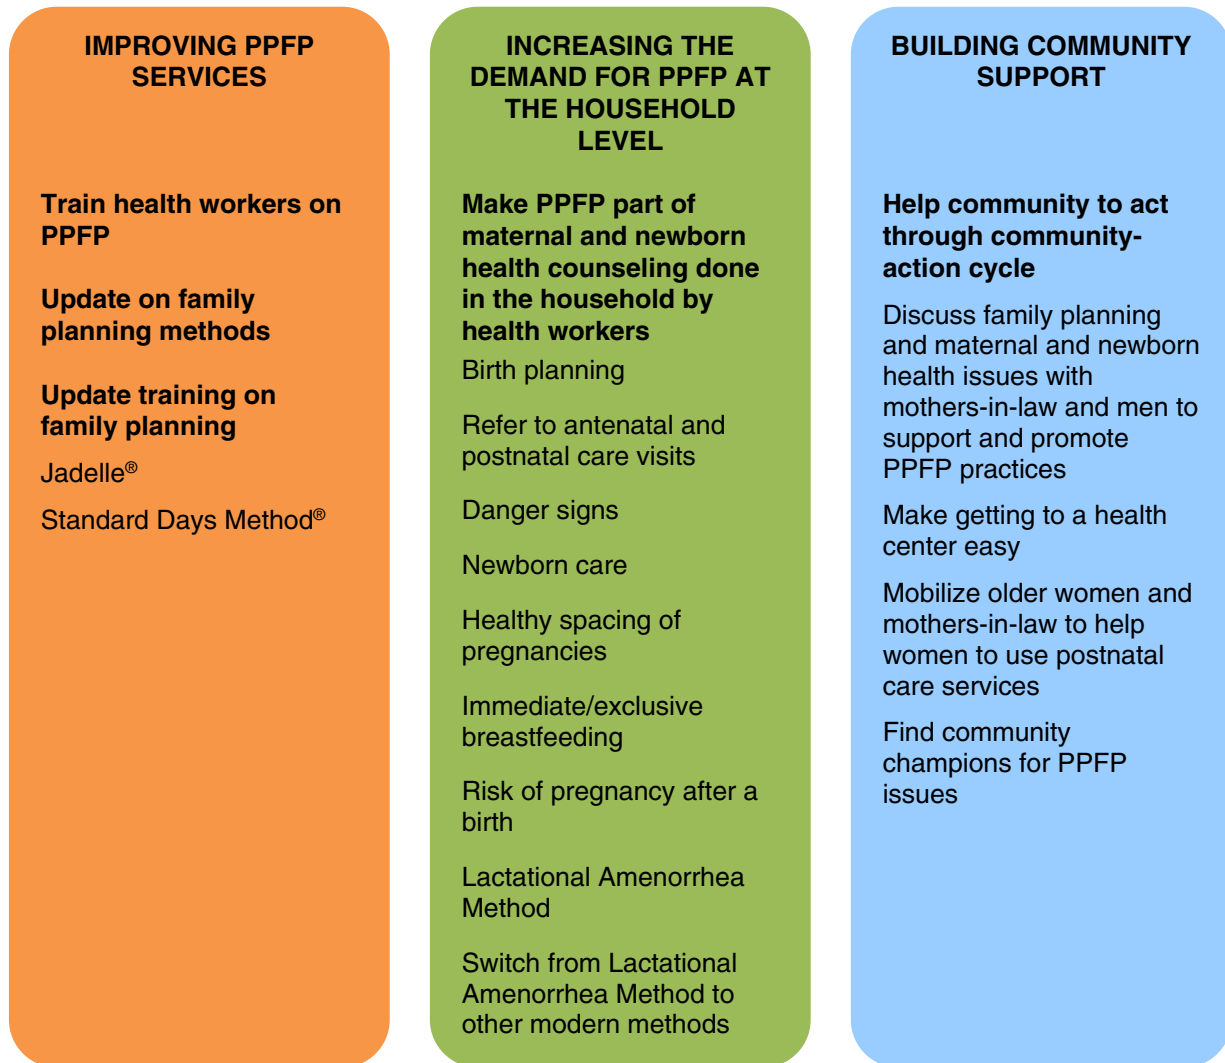 IMPROVING PPFP
SERVICES
Train health workers on
PPFP
Update on family
planning methods
Update training on
family planning
Jadelle®
Standard Days Method®
INCREASING THE
DEMAND FOR PPFP AT
THE HOUSEHOLD
LEVEL
Make PPFP part of
maternal and newborn
health counseling done
in the household by
health workers
Birth planning
Refer to antenatal and
postnatal care visits
Danger signs
Newborn care
Healthy spacing of
pregnancies
Immediate/exclusive
breastfeeding
Risk of pregnancy after a
birth
Lactational Amenorrhea
Method
Switch from Lactational
Amenorrhea Method to
other modern methods
BUILDING COMMUNITY
SUPPORT
Help community to act
through community-
action cycle
Discuss family planning
and maternal and newborn
health issues with
mothers-in-law and men to
support and promote
PPFP practices
Make getting to a health
center easy
Mobilize older women and
mothers-in-law to help
women to use postnatal
care services
Find community
champions for PPFP
issues